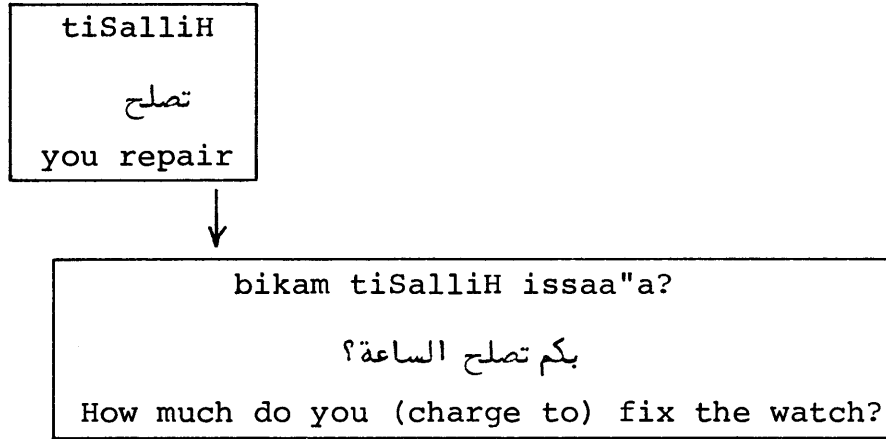 tiSalliH
تصلح
you repair
bikam tiSalliH issaa"a?
بكم تصلح الساعة؟
How much do you (charge to) fix the watch?